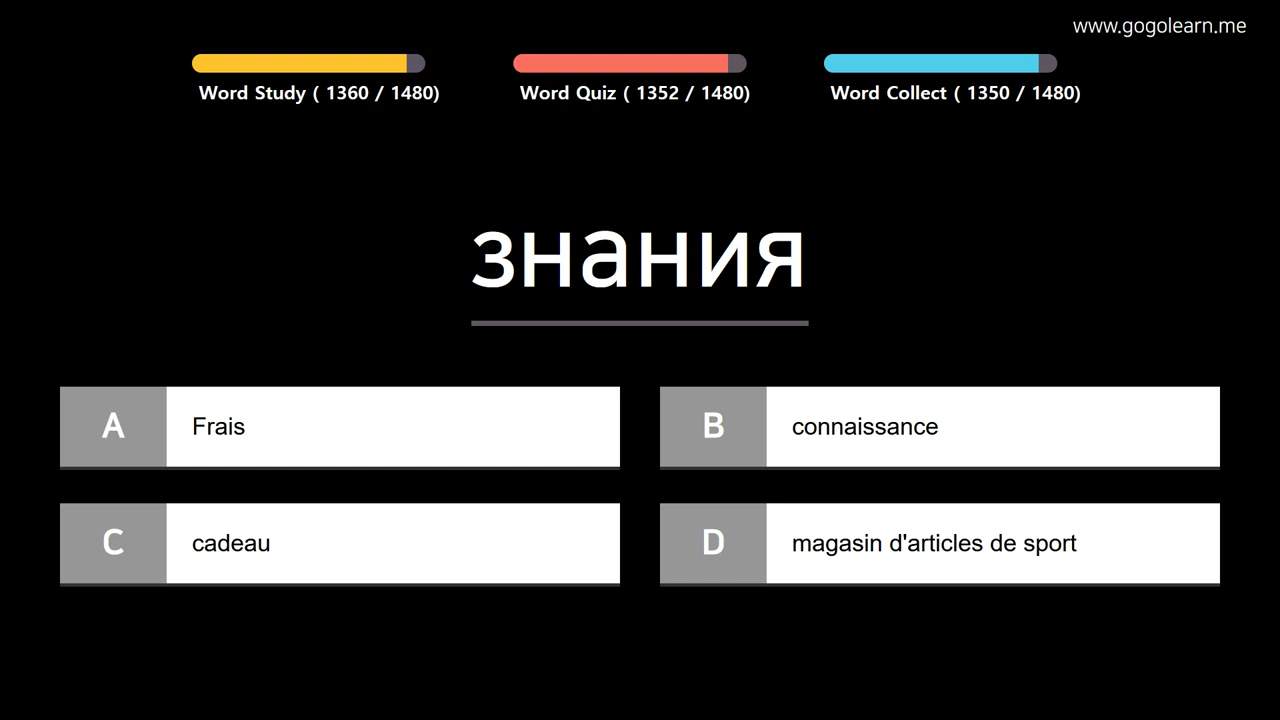 www.gogolearn.me
Word Study ( 1360 / 1480)
Word Quiz ( 1352 / 1480)
Word Collect ( 1350 / 1480)
знания
A Frais
B connaissance
C cadeau
D magasin d'articles de sport